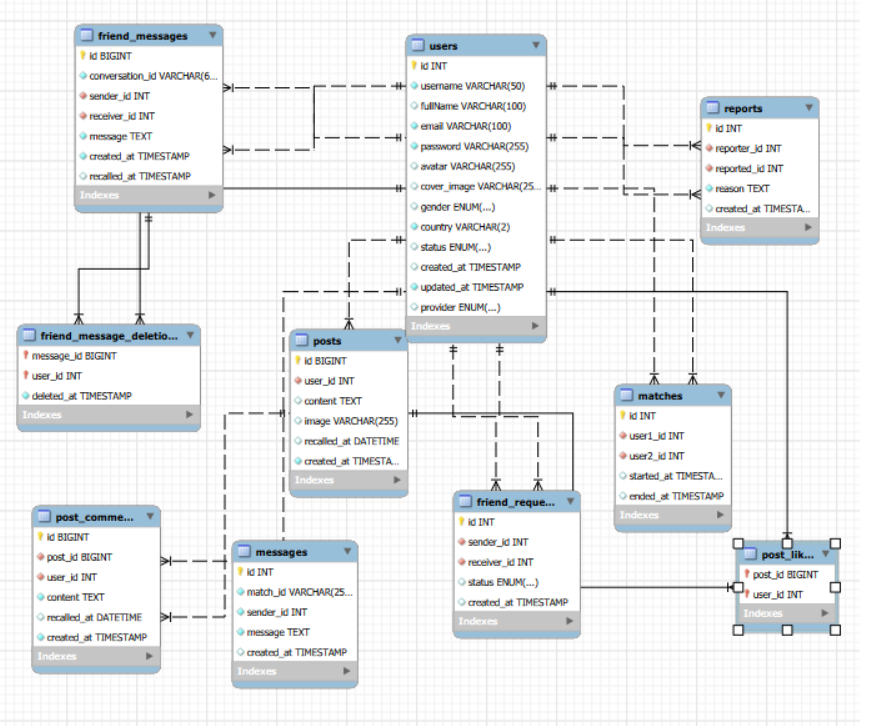 friend_messages
id BIGINT
conversation_id VARCHAR(6...
sender_id INT
receiver_id INT
message TEXT
created_at TIMESTAMP
recalled_at TIMESTAMP
Indexes
users
id INT
username VARCHAR(50)
fullName VARCHAR(100)
email VARCHAR(100)
password VARCHAR(255)
avatar VARCHAR(255)
cover_image VARCHAR(25...
gender ENUM(...)
country VARCHAR(2)
status ENUM(...)
created_at TIMESTAMP
updated_at TIMESTAMP
provider ENUM(...)
Indexes
reports
id INT
reporter_id INT
reported_id INT
reason TEXT
created_at TIMESTA...
Indexes
friend_message_deletio...
message_id BIGINT
user_id INT
deleted_at TIMESTAMP
Indexes
posts
id BIGINT
user_id INT
content TEXT
image VARCHAR(255)
recalled_at DATETIME
created_at TIMESTA...
Indexes
matches
id INT
user1_id INT
user2_id INT
started_at TIMESTA...
ended_at TIMESTAMP
Indexes
post_comme...
id BIGINT
post_id BIGINT
user_id INT
content TEXT
recalled_at DATETIME
created_at TIMESTAMP
Indexes
messages
id INT
match_id VARCHAR(25...
sender_id INT
message TEXT
created_at TIMESTAMP
Indexes
friend_reque...
id INT
sender_id INT
receiver_id INT
status ENUM(...)
created_at TIMESTAMP
Indexes
post_lik...
post_id BIGINT
user_id INT
Indexes